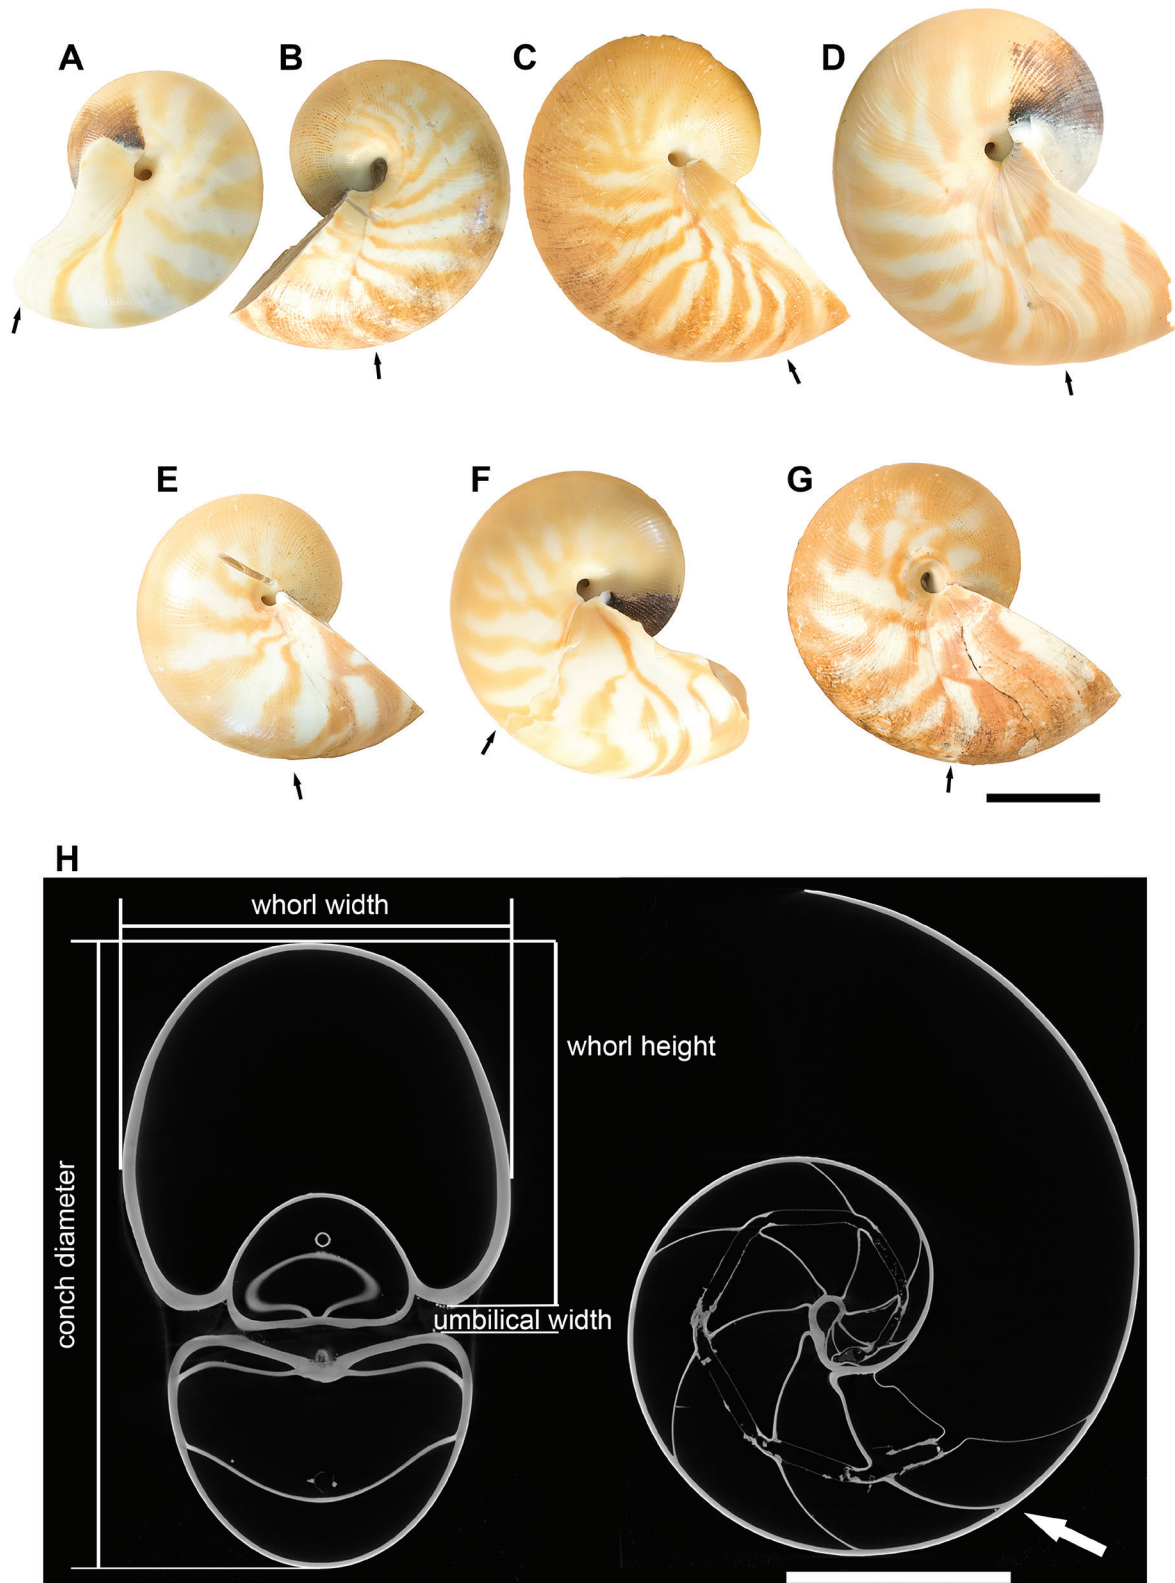 A
B
C
D
E
F
G
H
whorl width
whorl height
conch diameter
umbilical width